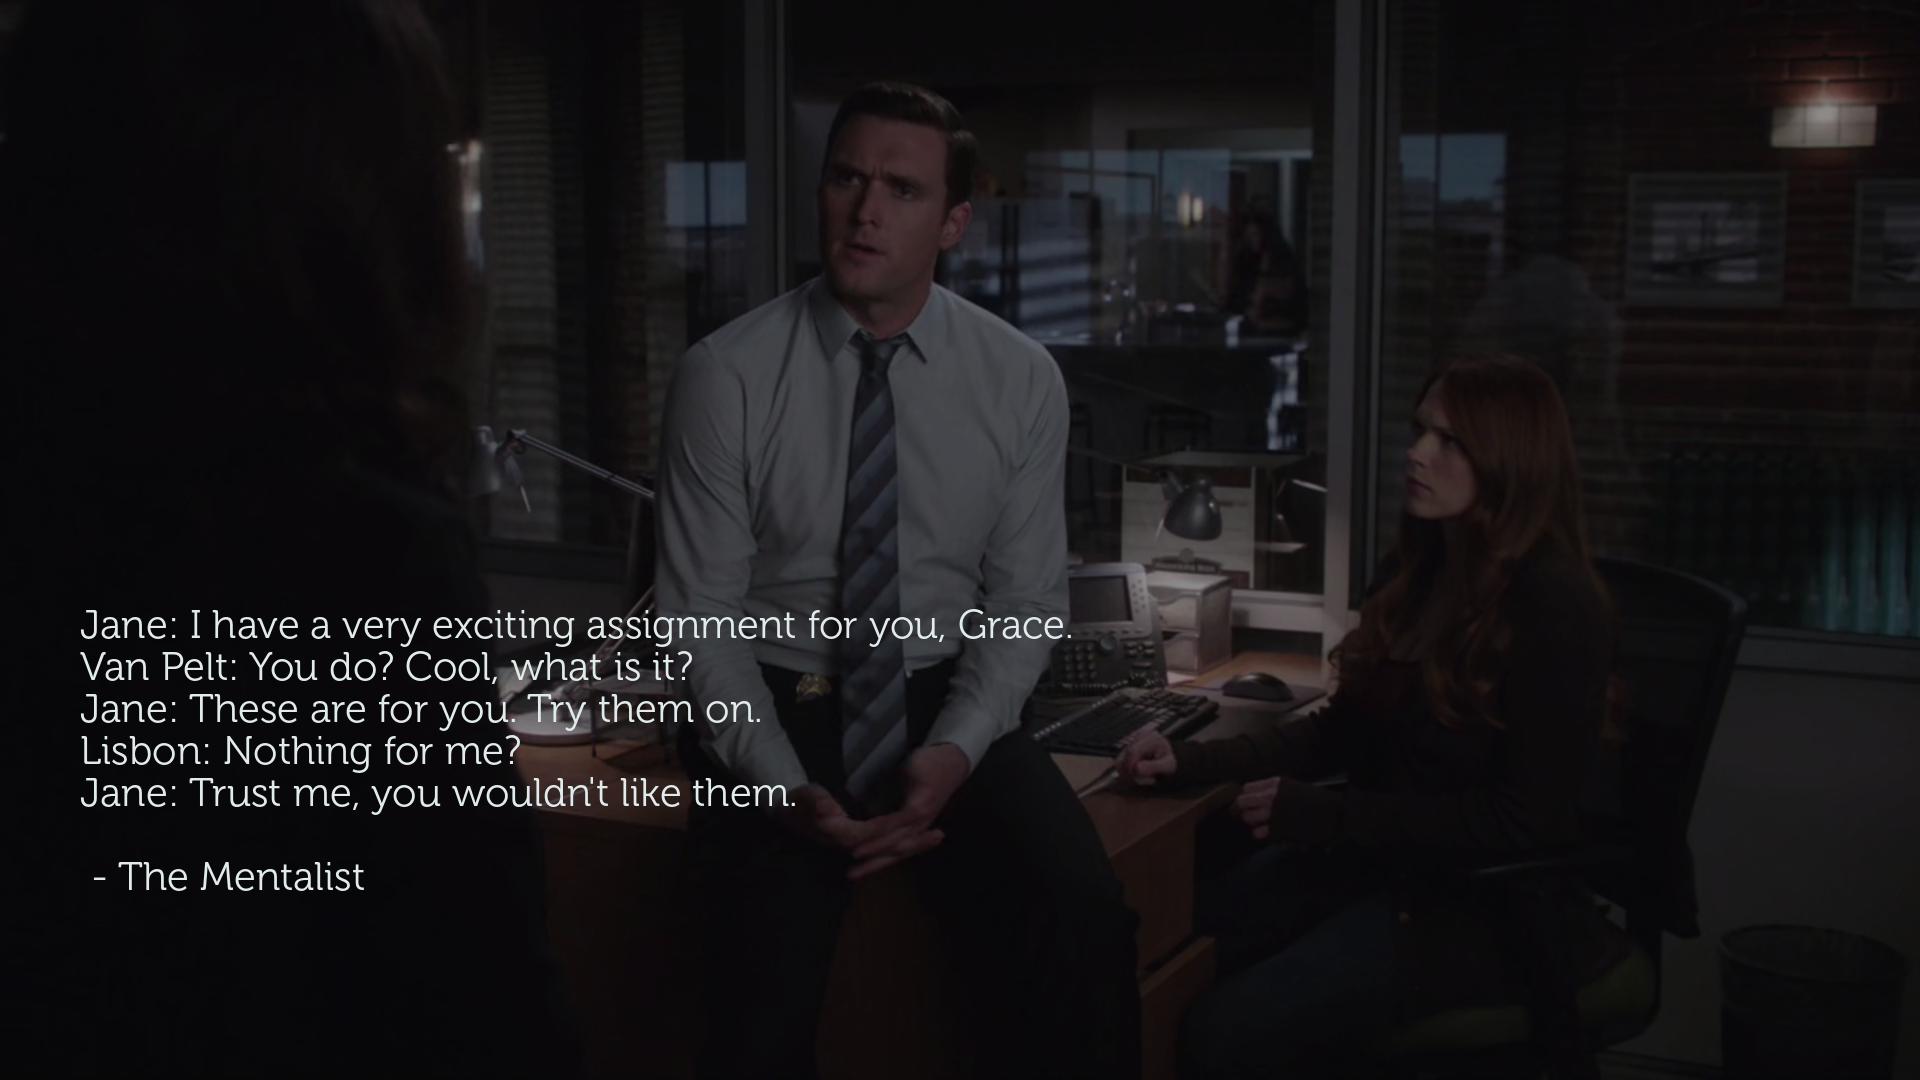 Jane: I have a very exciting assignment for you, Grace.
Van Pelt: You do? Cool, what is it?
Jane: These are for you. Try them on.
Lisbon: Nothing for me?
Jane: Trust me, you wouldn't like them.
- The Mentalist